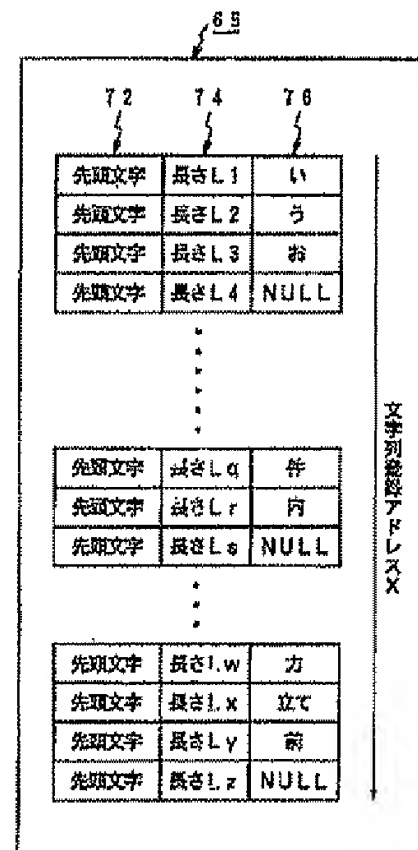 72 74 76
先頭文字 長さL1 い
先頭文字 長さL2 う
先頭文字 長さL3 お
先頭文字 長さL4 NULL
先頭文字 長さLq 件
先頭文字 長さLr 内
先頭文字 長さLs NULL
先頭文字 長さLw 力
先頭文字 長さLx 立て
先頭文字 長さLy 前
先頭文字 長さLz NULL
文字列登録アドレスX